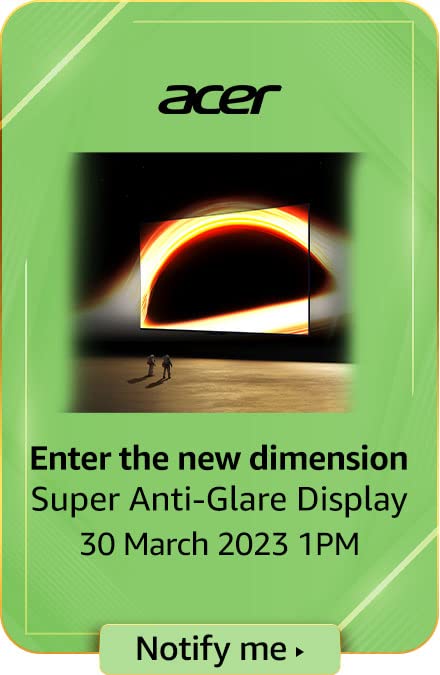 acer
Enter the new dimension
Super Anti-Glare Display
30 March 2023 1PM
Notify me